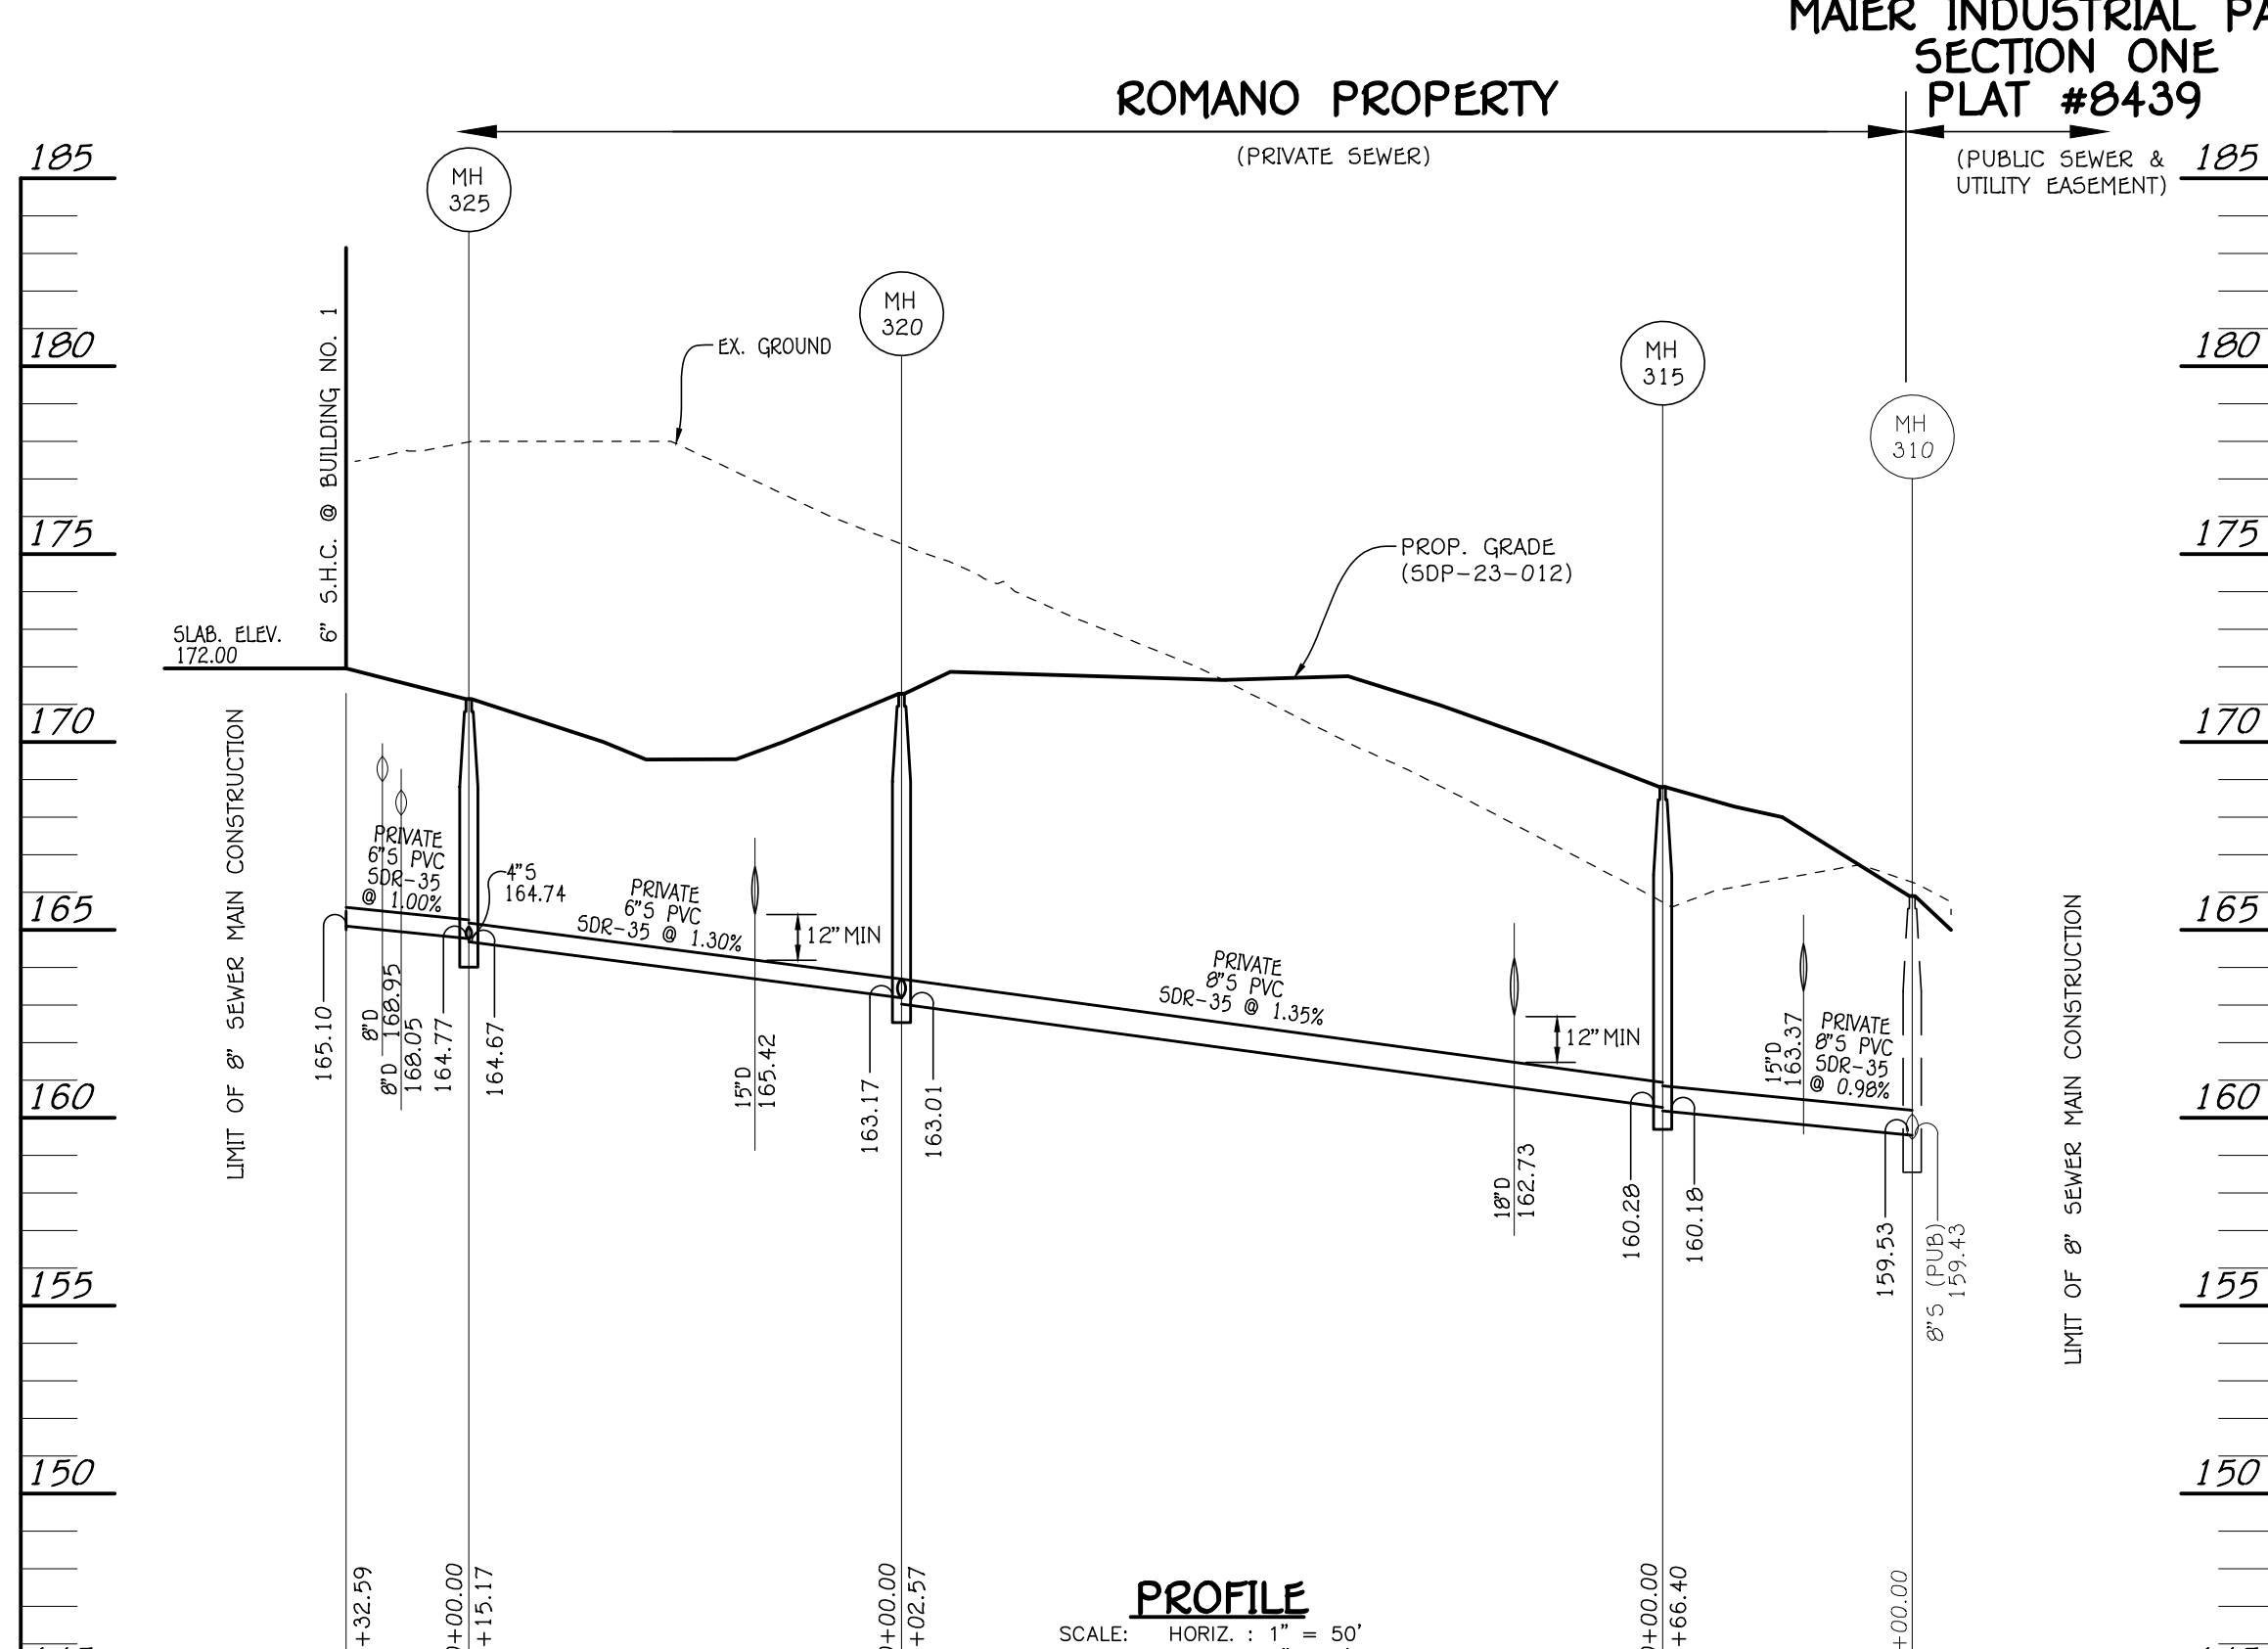 MAIER INDUSTRIAL
SECTION ONE
PLAT #8439
ROMANO PROPERTY
(PRIVATE SEWER)
(PUBLIC SEWER &
UTILITY EASEMENT)
185
180
175
170
165
160
155
150
185
180
175
170
165
160
155
150
MH
325
MH
320
MH
315
MH
310
EX. GROUND
PROP. GRADE
(SDP-23-012)
6" S.H.C. @ BUILDING NO. 1
SLAB. ELEV.
172.00
LIMIT OF 8" SEWER MAIN CONSTRUCTION
PRIVATE
6"S PVC
SDR-35
@ 1.00%
4"S
164.74
PRIVATE
6"S PVC
SDR-35 @ 1.30%
12" MIN
PRIVATE
8"S PVC
SDR-35 @ 1.35%
12" MIN
PRIVATE
8"S PVC
SDR-35
@ 0.98%
165.10
8"D
168.95
8"D
168.05
164.77
164.67
15"D
165.42
163.17
163.01
18"D
162.73
160.28
160.18
15"D
163.37
159.53
8"S (PUB)
159.43
LIMIT OF 8" SEWER MAIN CONSTRUCTION
+32.59
0+00.00
+15.17
0+00.00
+02.57
0+00.00
+66.40
+00.00
PROFILE
SCALE: HORIZ. : 1" = 50'